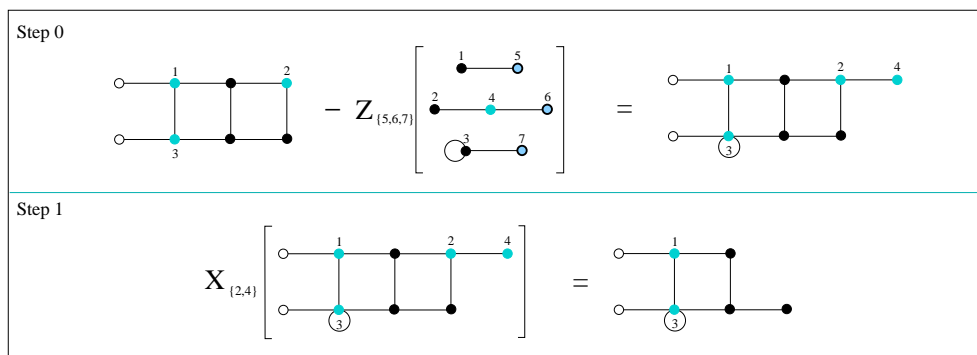 Step 0
1 2 3
− Z {5,6,7}
1 5
2 4 6
3 7
=
1 2 4
3
Step 1
X {2,4}
1 2 4
3
=
1
3